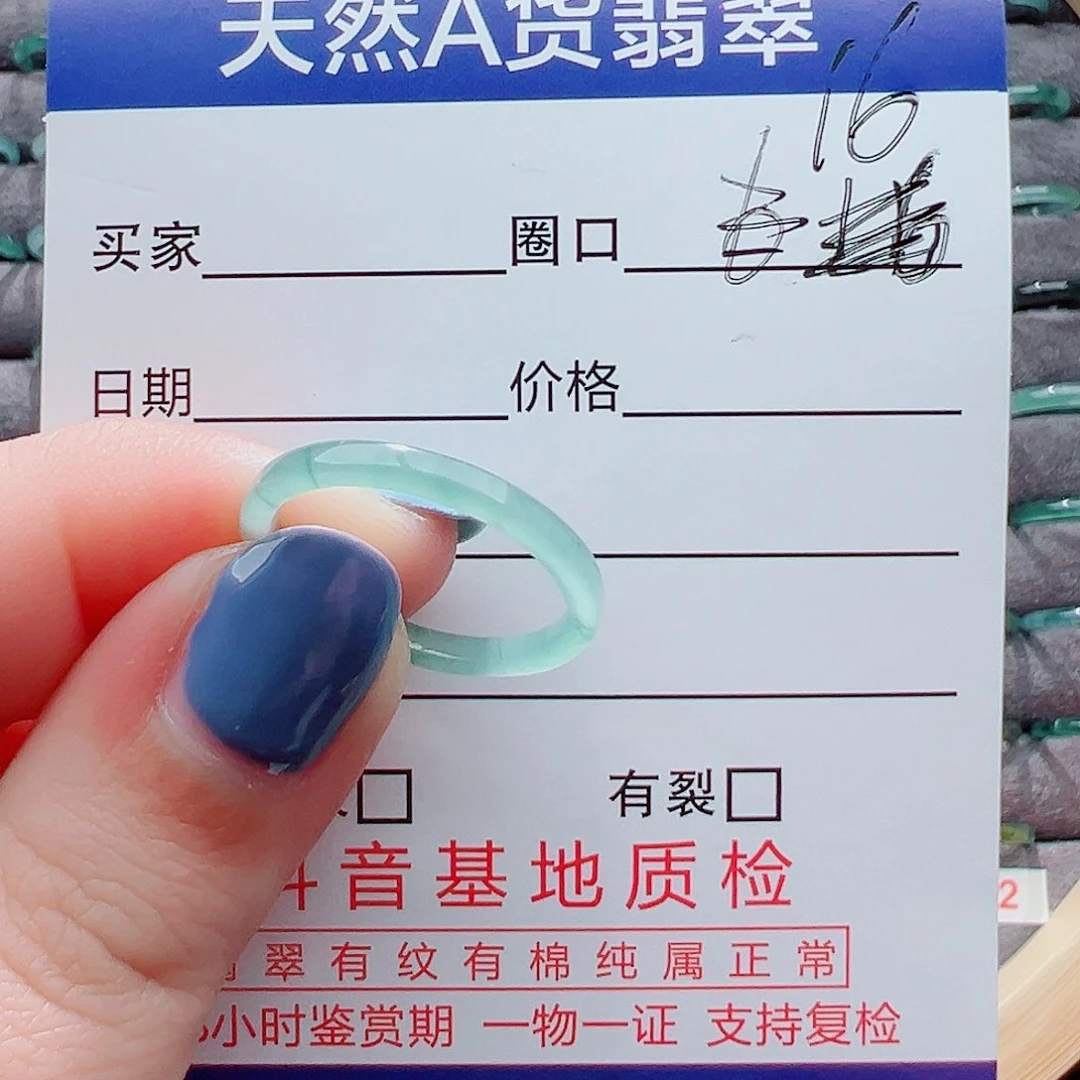 天然A货翡翠
16
买家 圈口
日期 价格
有裂
音基地质检
翠有纹有棉纯属正常
小时鉴赏期 一物一证 支持复检
2